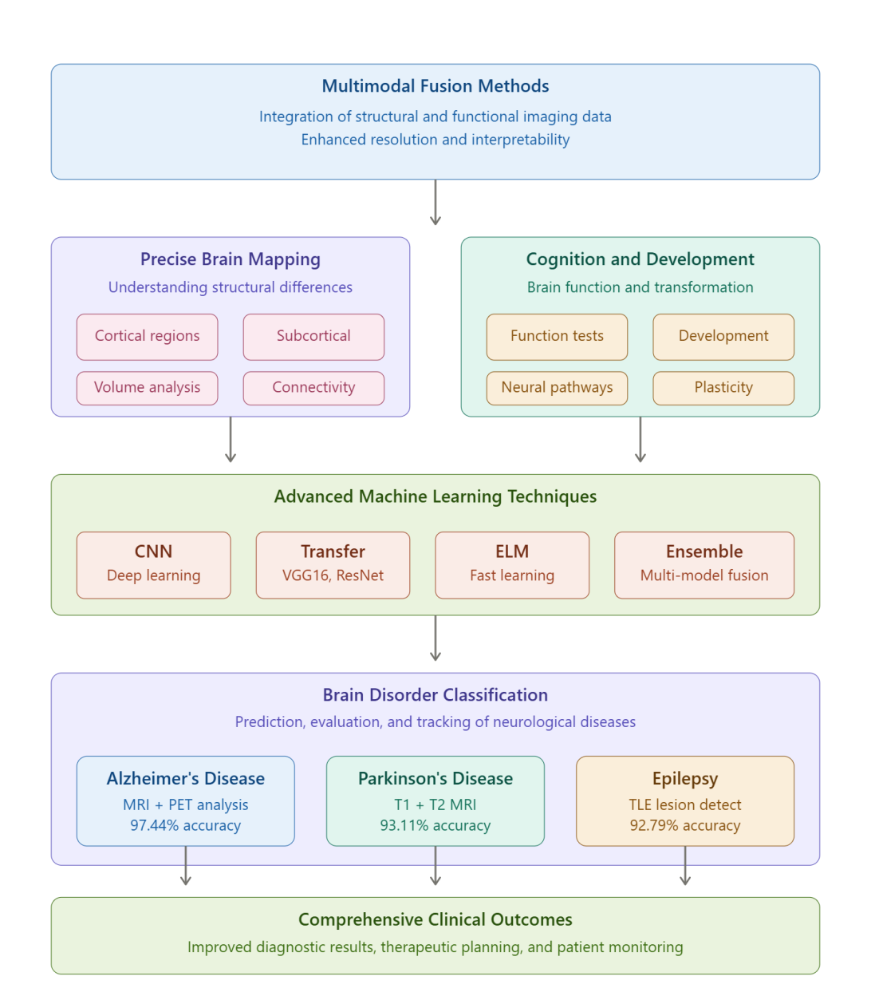 Multimodal Fusion Methods
Integration of structural and functional imaging data
Enhanced resolution and interpretability
Precise Brain Mapping
Understanding structural differences
Cortical regions
Subcortical
Volume analysis
Connectivity
Cognition and Development
Brain function and transformation
Function tests
Development
Neural pathways
Plasticity
Advanced Machine Learning Techniques
CNN
Deep learning
Transfer
VGG16, ResNet
ELM
Fast learning
Ensemble
Multi-model fusion
Brain Disorder Classification
Prediction, evaluation, and tracking of neurological diseases
Alzheimer's Disease
MRI + PET analysis
97.44% accuracy
Parkinson's Disease
T1 + T2 MRI
93.11% accuracy
Epilepsy
TLE lesion detect
92.79% accuracy
Comprehensive Clinical Outcomes
Improved diagnostic results, therapeutic planning, and patient monitoring